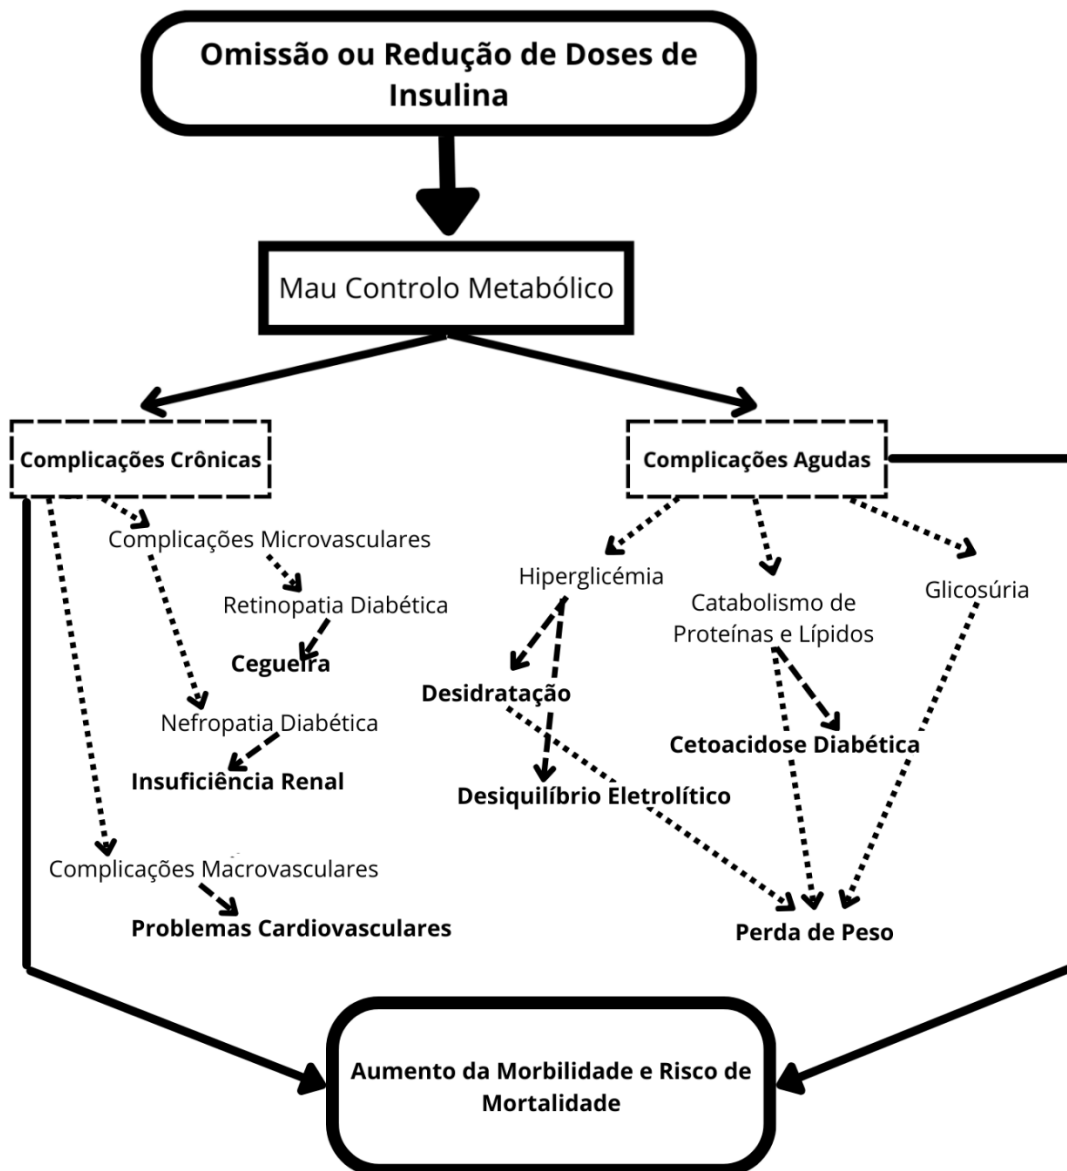 Omissão ou Redução de Doses de
Insulina
Mau Controlo Metabólico
Complicações Crônicas
Complicações Agudas
Complicações Microvasculares
Retinopatia Diabética
Cegueira
Nefropatia Diabética
Insuficiência Renal
Complicações Macrovasculares
Problemas Cardiovasculares
Hiperglicémia
Desidratação
Desiquilíbrio Eletrolítico
Catabolismo de
Proteínas e Lípidos
Cetoacidose Diabética
Glicosúria
Perda de Peso
Aumento da Morbilidade e Risco de
Mortalidade